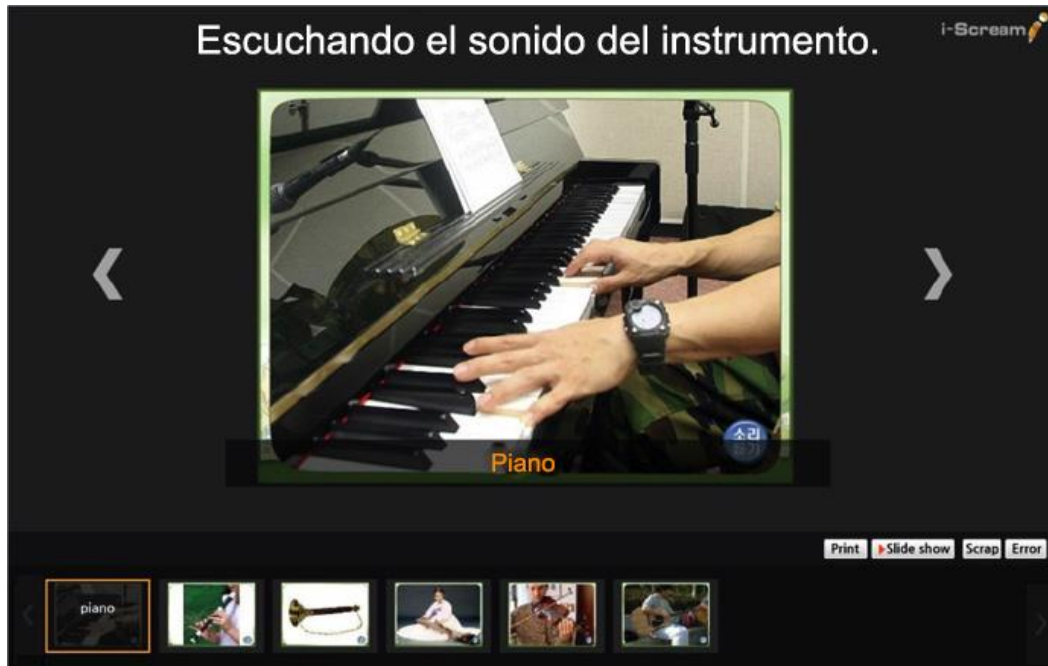 Escuchando el sonido del instrumento.
i-Scream
소리
듣기
Piano
Print Slide show Scrap Error
piano